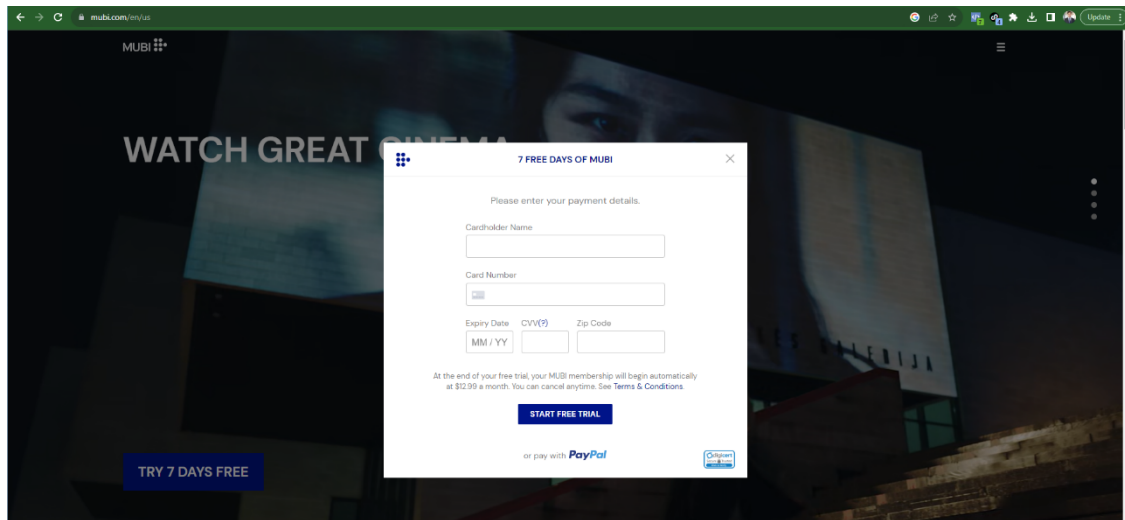 mubi.com/en/us
Update
MUBI
WATCH GREAT CINEMA
7 FREE DAYS OF MUBI
Please enter your payment details.
Cardholder Name
Card Number
Expiry Date CVV(?) Zip Code
MM / YY
At the end of your free trial, your MUBI membership will begin automatically
at $12.99 a month. You can cancel anytime. See Terms & Conditions
START FREE TRIAL
or pay with PayPal
TRY 7 DAYS FREE